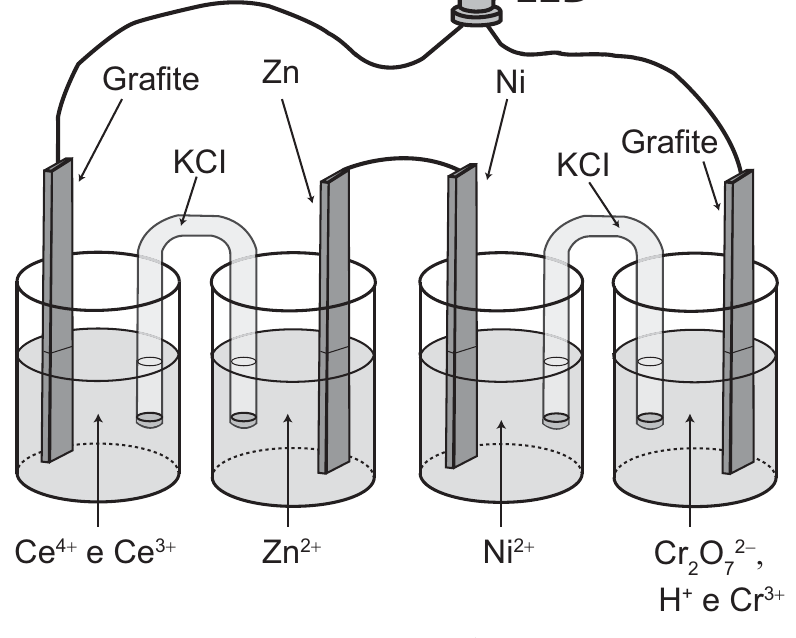 Grafite
Zn
Ni
Grafite
KCl
KCl
Ce⁴⁺ e Ce³⁺
Zn²⁺
Ni²⁺
Cr₂O₇²⁻,
H⁺ e Cr³⁺